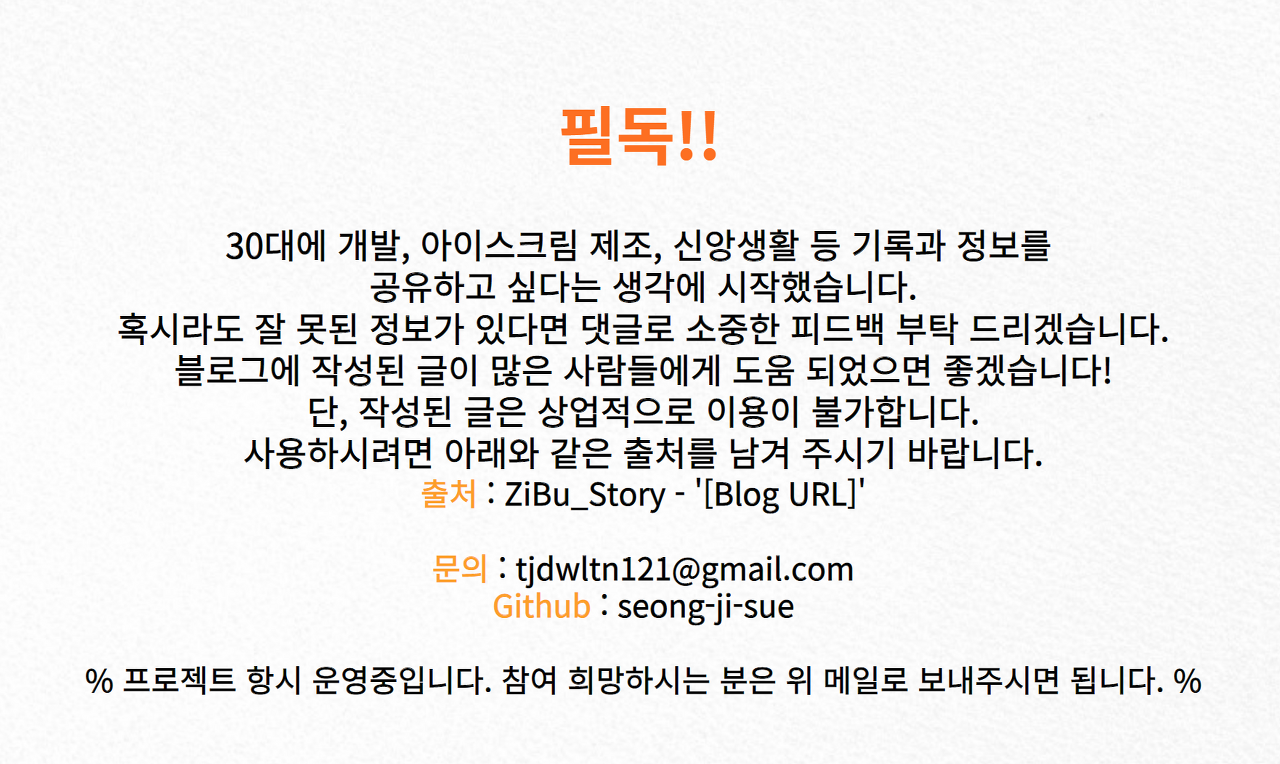 필독!!
30대에 개발, 아이스크림 제조, 신앙생활 등 기록과 정보를
공유하고 싶다는 생각에 시작했습니다.
혹시라도 잘 못된 정보가 있다면 댓글로 소중한 피드백 부탁 드리겠습니다.
블로그에 작성된 글이 많은 사람들에게 도움 되었으면 좋겠습니다!
단, 작성된 글은 상업적으로 이용이 불가합니다.
사용하시려면 아래와 같은 출처를 남겨 주시기 바랍니다.
출처 : ZiBu_Story - '[Blog URL]'
문의 : tjdwltn121@gmail.com
Github : seong-ji-sue
% 프로젝트 항시 운영중입니다. 참여 희망하시는 분은 위 메일로 보내주시면 됩니다. %